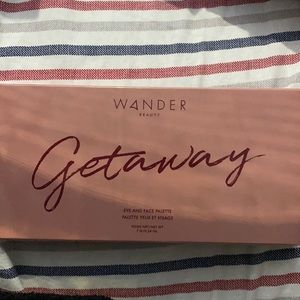 WANDER
BEAUTY
Getaway
EYE AND FACE PALETTE
PALETTE YEUX ET VISAGE